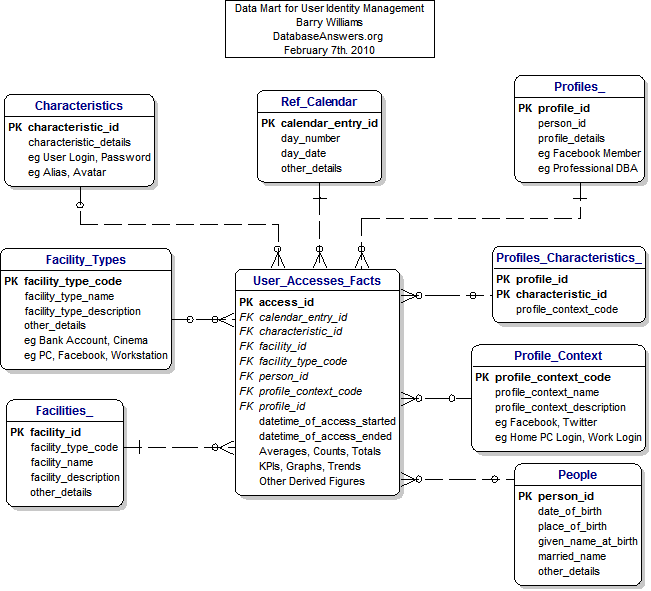 Data Mart for User Identity Management
Barry Williams
DatabaseAnswers.org
February 7th. 2010
Characteristics
PK characteristic_id
characteristic_details
eg User Login, Password
eg Alias, Avatar
Ref_Calendar
PK calendar_entry_id
day_number
day_date
other_details
Profiles_
PK profile_id
person_id
profile_details
eg Facebook Member
eg Professional DBA
Facility_Types
PK facility_type_code
facility_type_name
facility_type_description
other_details
eg Bank Account, Cinema
eg PC, Facebook, Workstation
User_Accesses_Facts
PK access_id
FK calendar_entry_id
FK characteristic_id
FK facility_id
FK facility_type_code
FK person_id
FK profile_context_code
FK profile_id
datetime_of_access_started
datetime_of_access_ended
Averages, Counts, Totals
KPIs, Graphs, Trends
Other Derived Figures
Profiles_Characteristics_
PK profile_id
PK characteristic_id
profile_context_code
Profile_Context
PK profile_context_code
profile_context_name
profile_context_description
eg Facebook, Twitter
eg Home PC Login, Work Login
Facilities_
PK facility_id
facility_type_code
facility_name
facility_description
other_details
People
PK person_id
date_of_birth
place_of_birth
given_name_at_birth
married_name
other_details